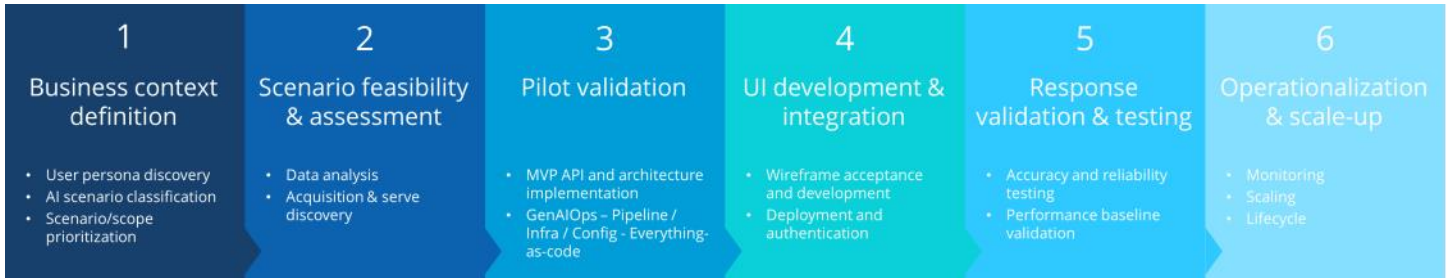 1
Business context
definition
• User persona discovery
• AI scenario classification
• Scenario/scope
prioritization
2
Scenario feasibility
& assessment
• Data analysis
• Acquisition & serve
discovery
3
Pilot validation
• MVP API and architecture
implementation
• GenAIOps – Pipeline /
Infra / Config - Everything-
as-code
4
UI development &
integration
• Wireframe acceptance
and development
• Deployment and
authentication
5
Response
validation & testing
• Accuracy and reliability
testing
• Performance baseline
validation
6
Operationalization
& scale-up
• Monitoring
• Scaling
• Lifecycle